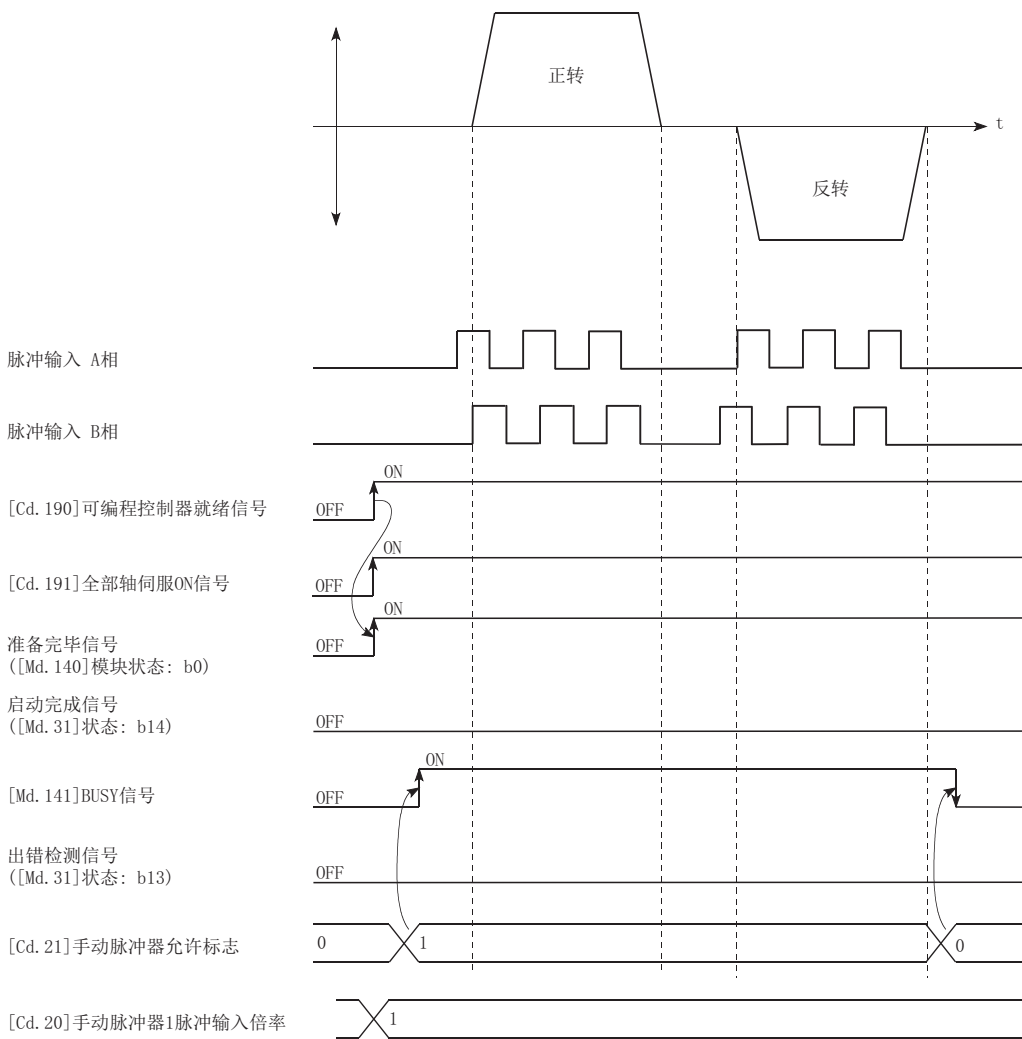 正转
t
反转
脉冲输入 A相
脉冲输入 B相
ON
[Cd.190]可编程控制器就绪信号
OFF
ON
[Cd.191]全部轴伺服ON信号
OFF
ON
准备完毕信号
([Md.140]模块状态: b0)
OFF
启动完成信号
([Md.31]状态: b14)
OFF
ON
[Md.141]BUSY信号
OFF
出错检测信号
([Md.31]状态: b13)
OFF
[Cd.21]手动脉冲器允许标志
0
1
0
[Cd.20]手动脉冲器1脉冲输入倍率
1